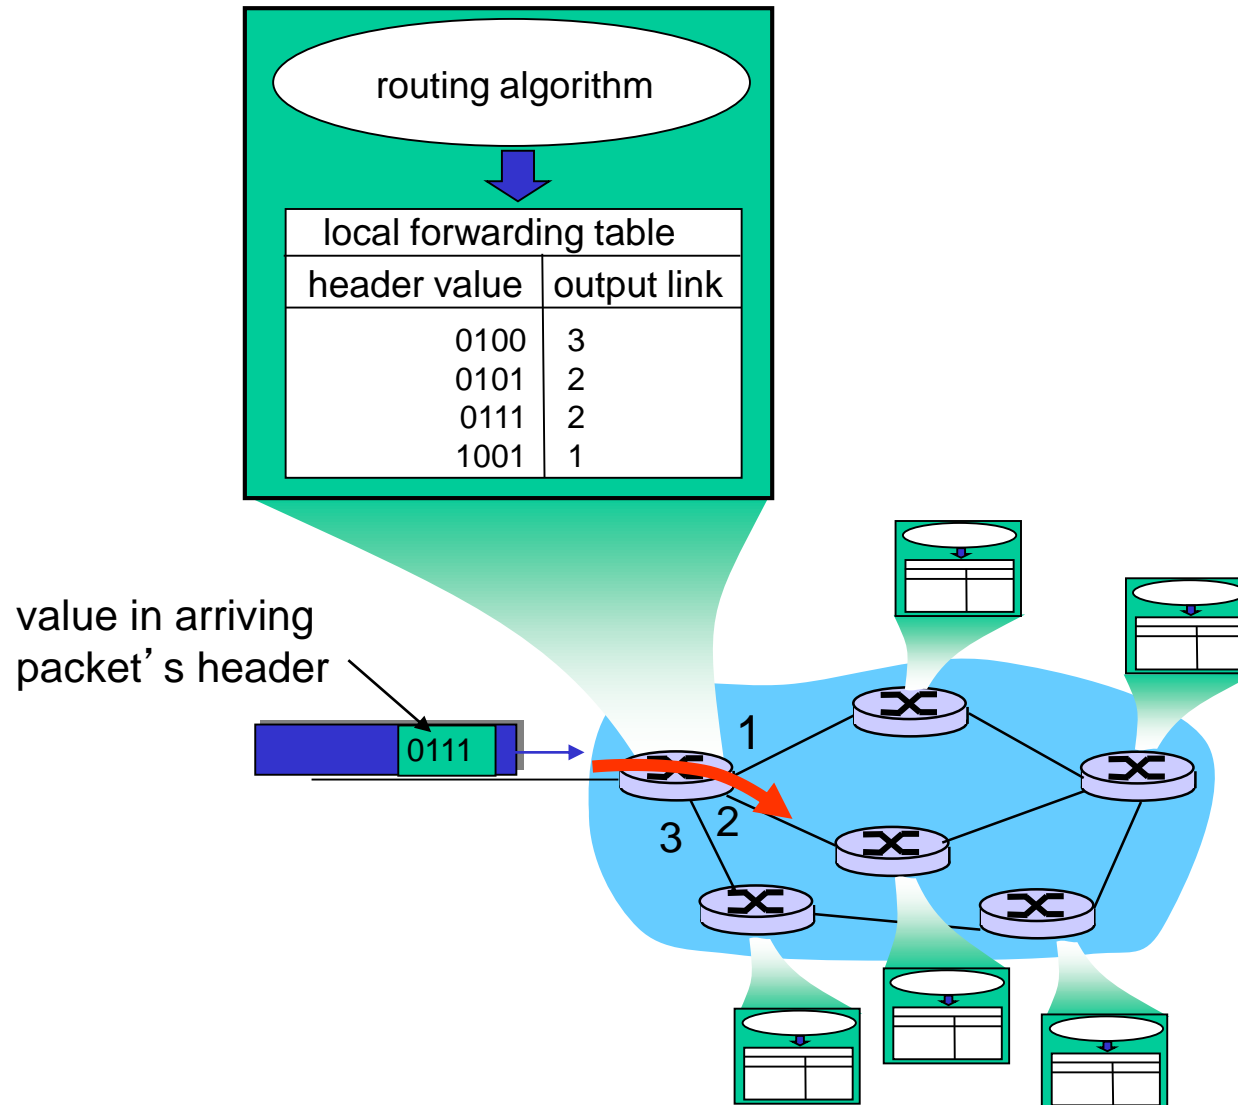 routing algorithm
local forwarding table
header value output link
0100 3
0101 2
0111 2
1001 1
value in arriving
packet’s header
0111
1
2
3